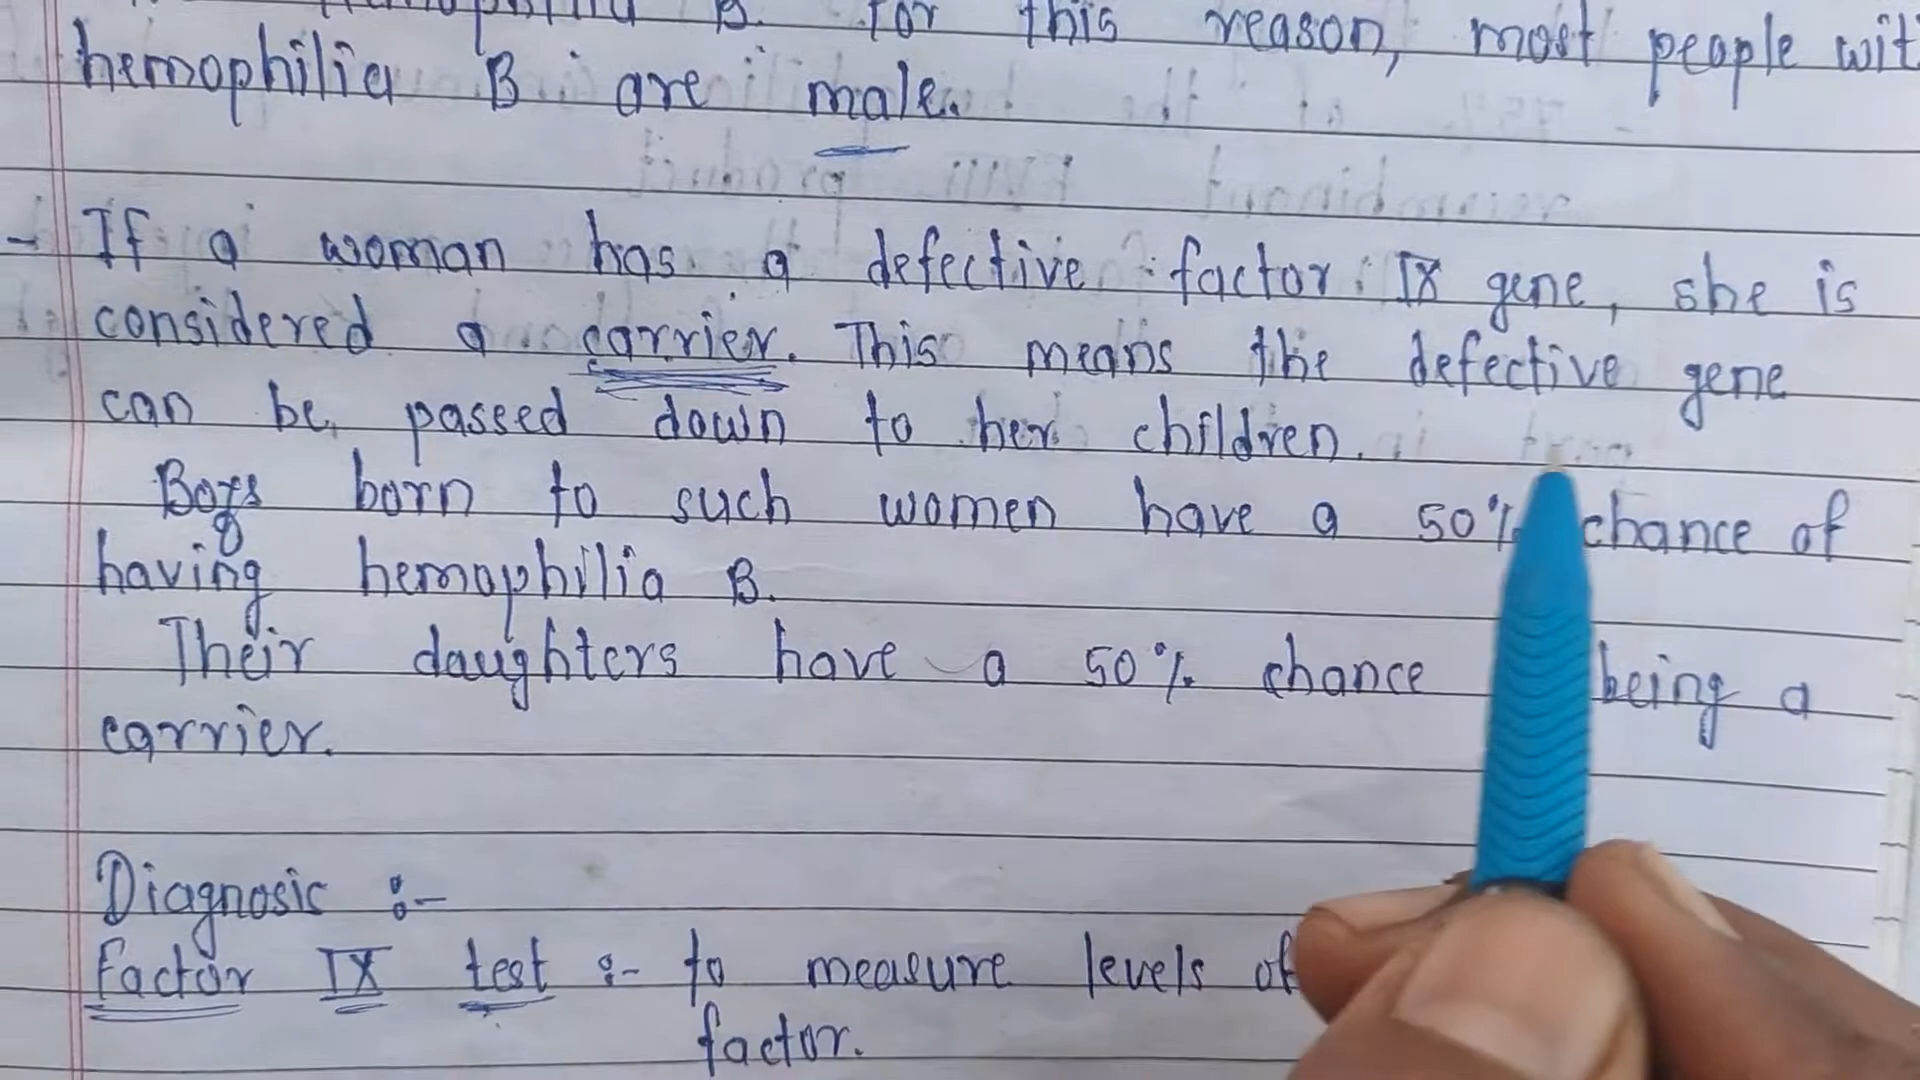 B. For this reason, most people wit
hemophilia B are male.
- If a woman has a defective factor IX gene, she is
considered a carrier. This means the defective gene
can be passed down to her children.
Boys born to such women have a 50% chance of
having hemophilia B.
Their daughters have a 50% chance being a
carrier.
Diagnosis :-
Factor IX test :- to measure levels of
factor.